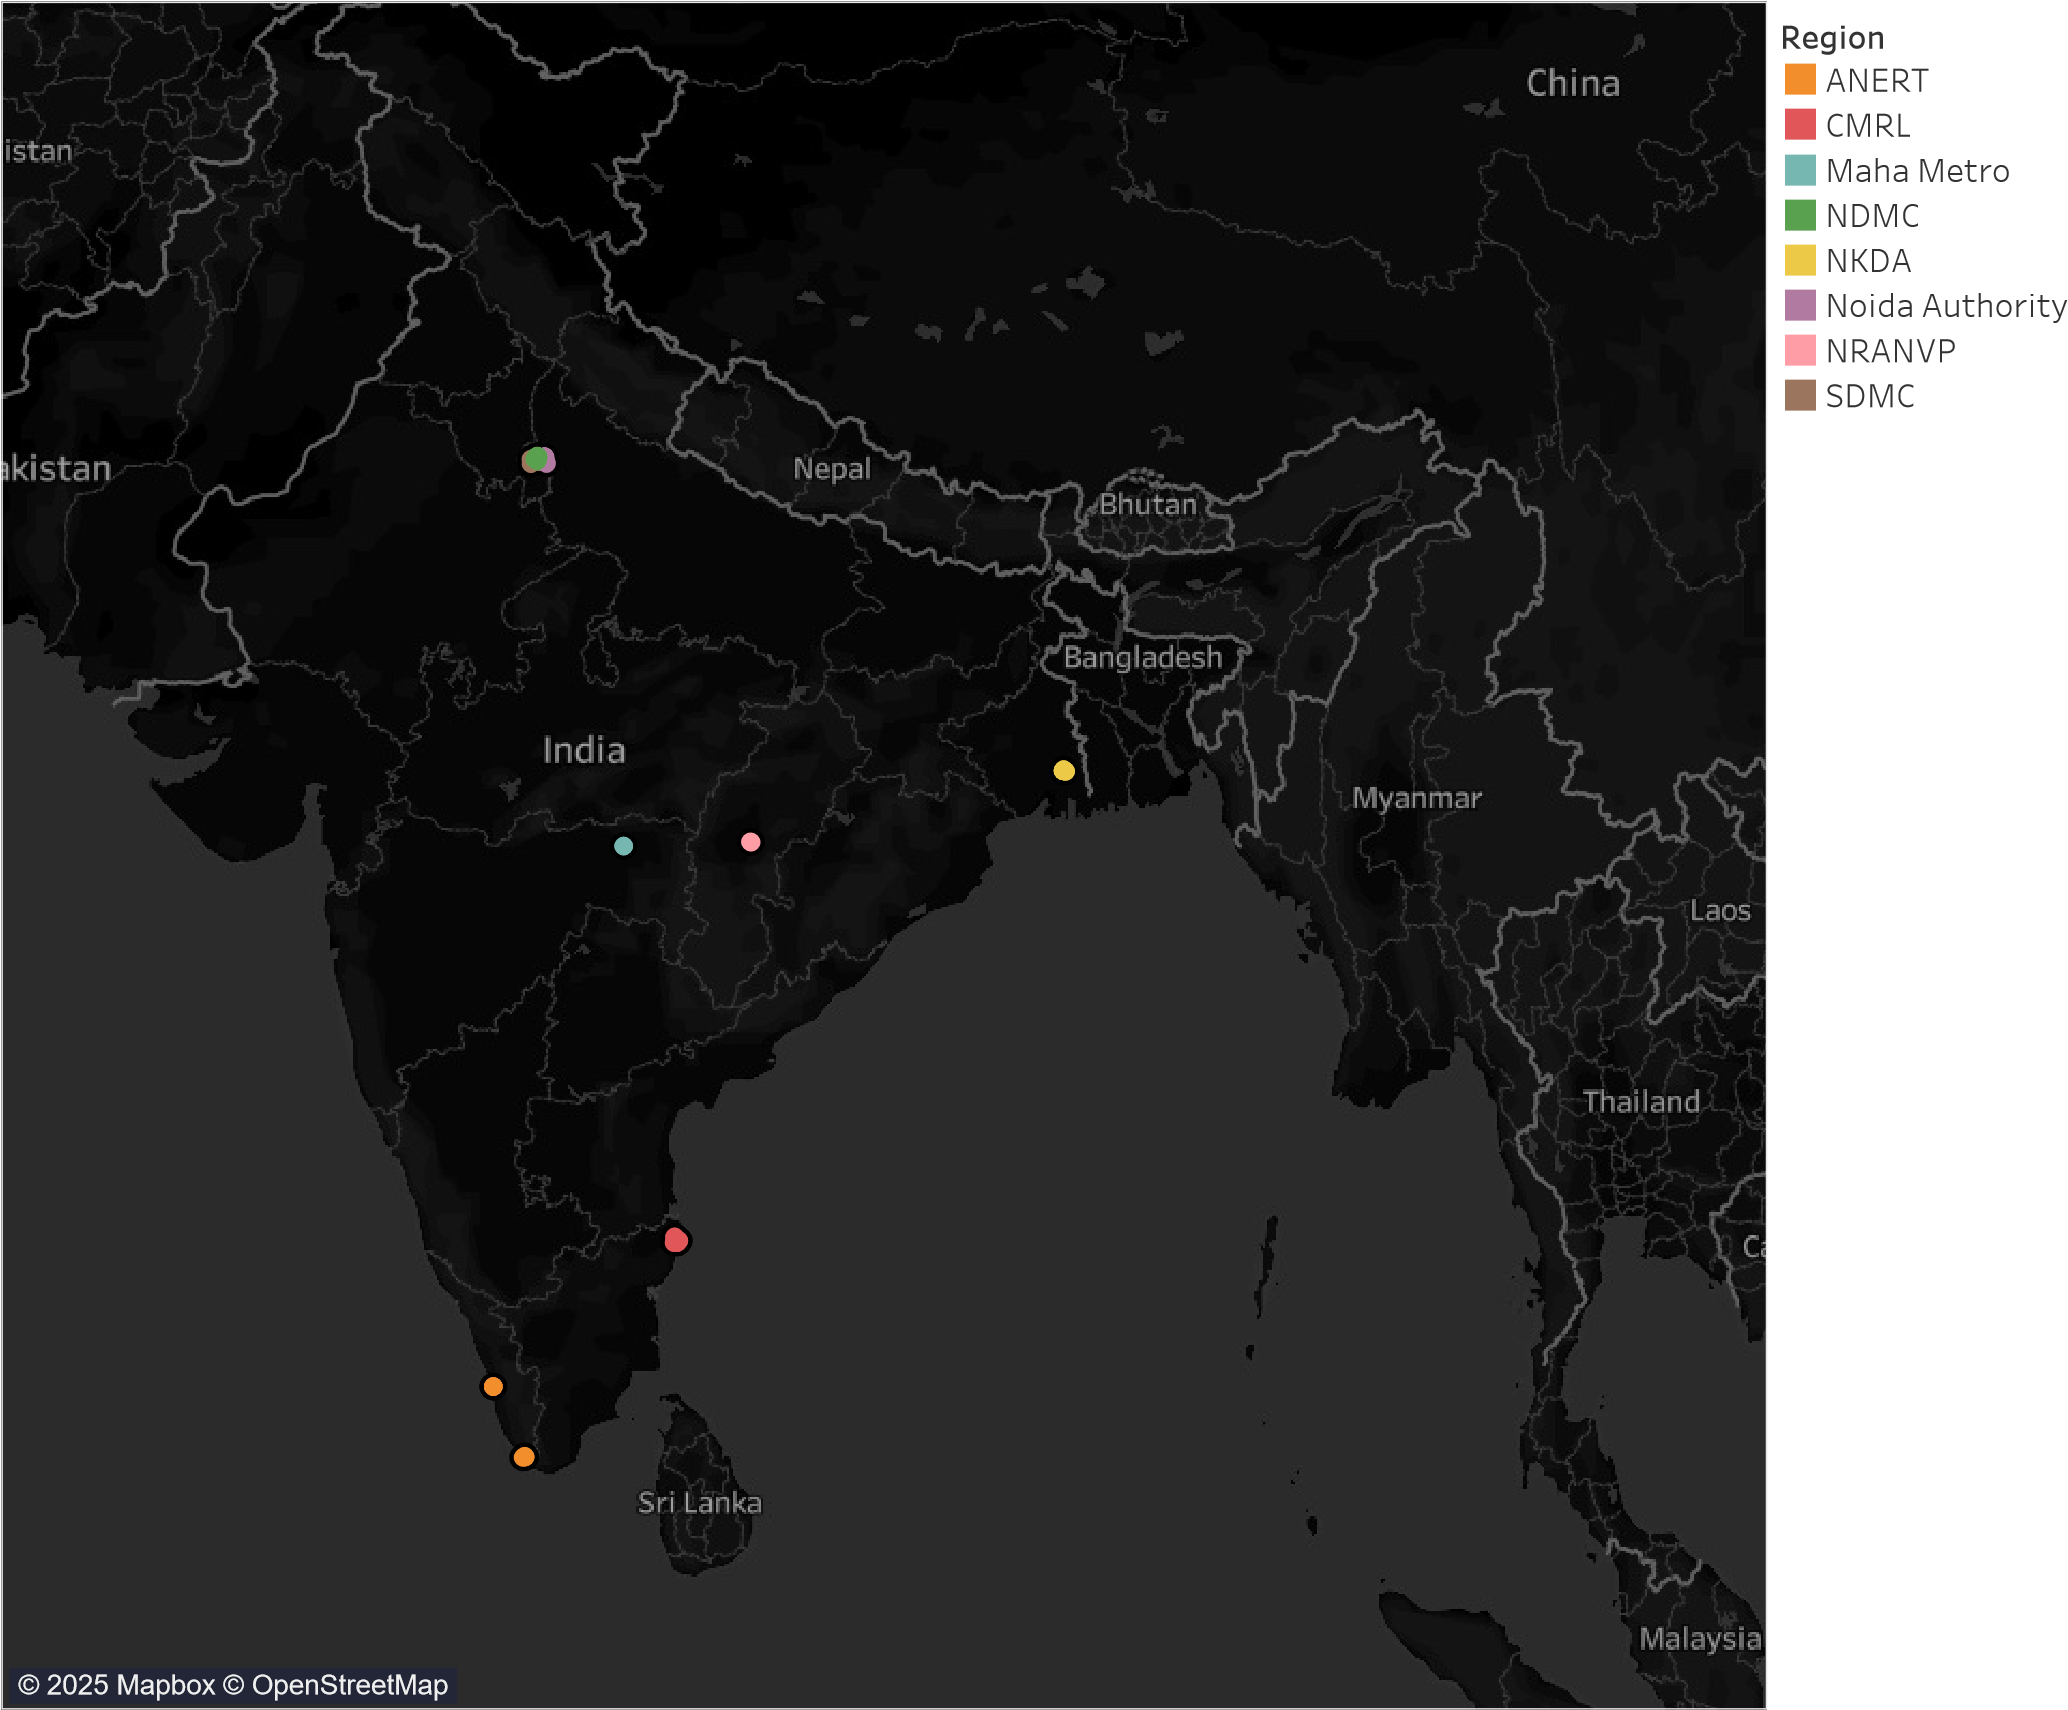 Region
ANERT
CMRL
Maha Metro
NDMC
NKDA
Noida Authority
NRANVP
SDMC
China
istan
akistan
Nepal
Bhutan
Bangladesh
India
Myanmar
Laos
Thailand
Ca
Sri Lanka
Malaysia
© 2025 Mapbox © OpenStreetMap